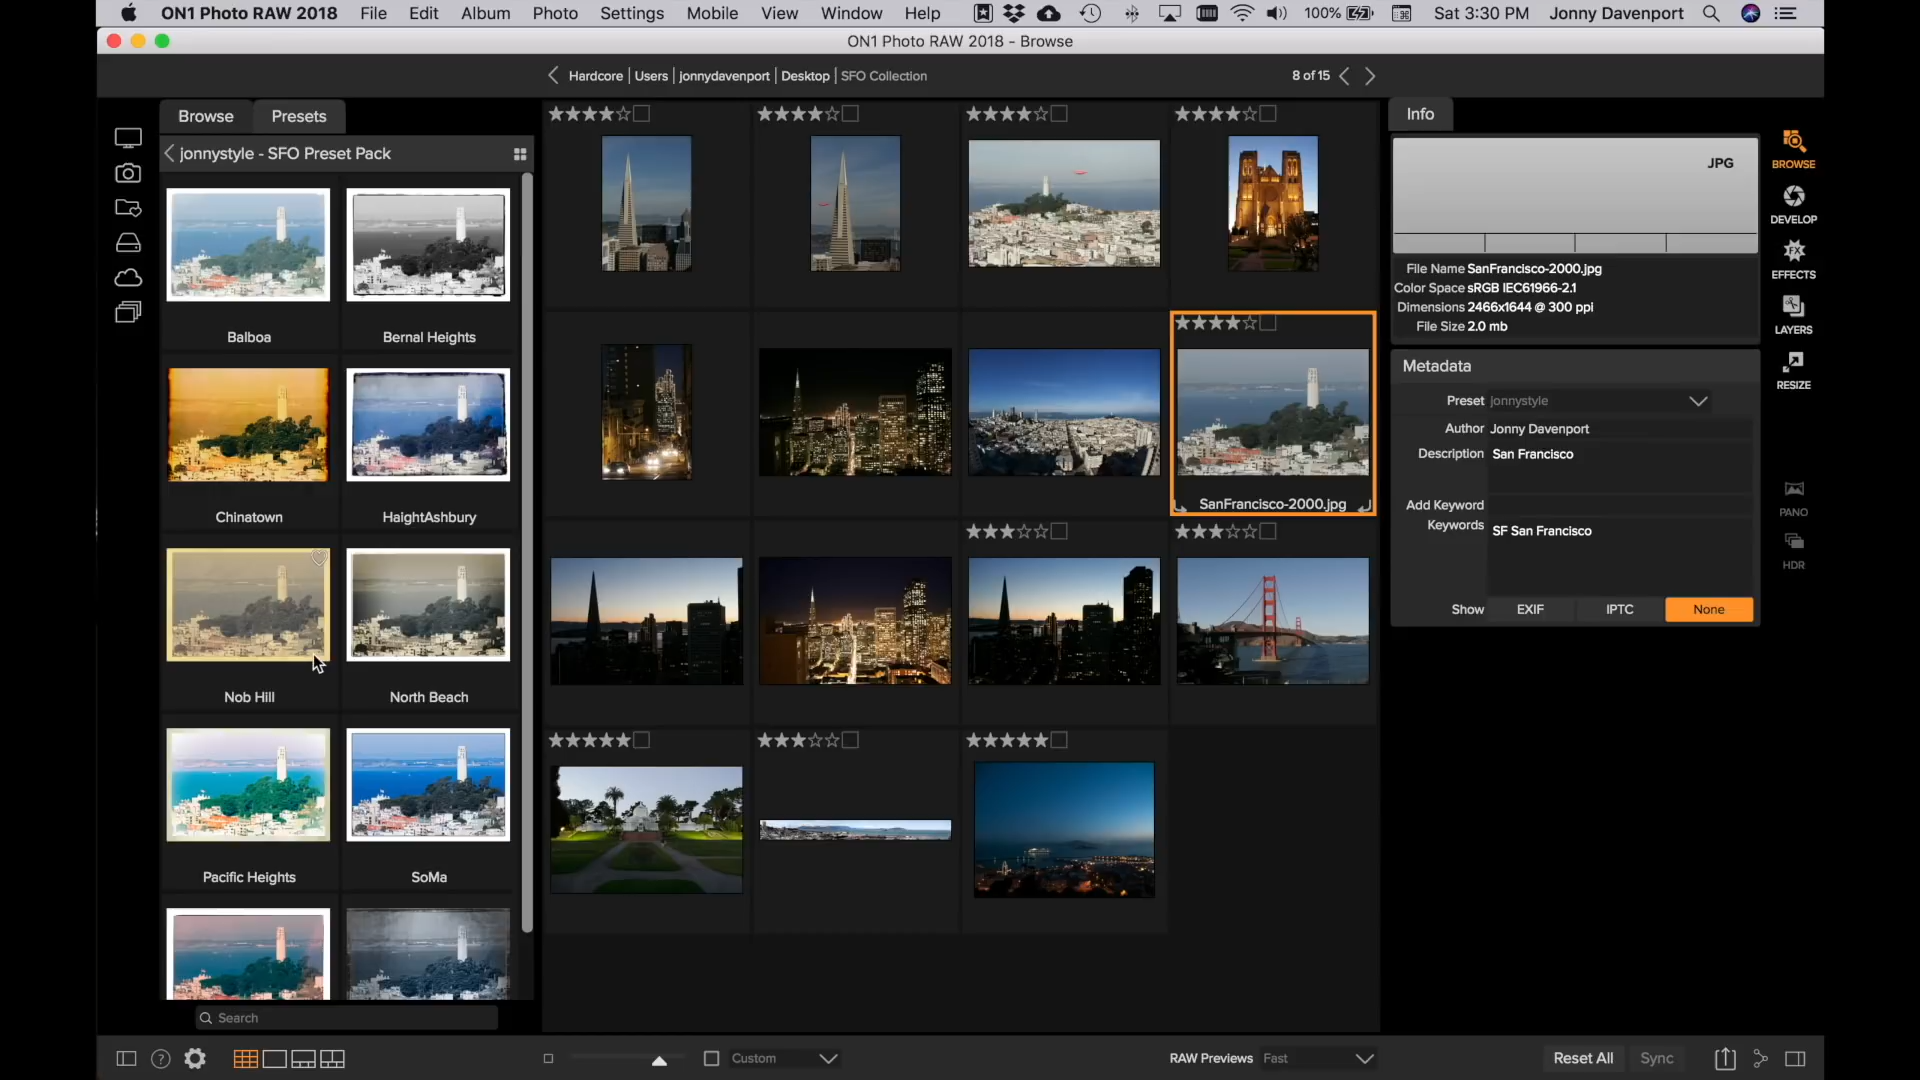 ON1 Photo RAW 2018 File Edit Album Photo Settings Mobile View Window Help 100% Sat 3:30 PM Jonny Davenport
ON1 Photo RAW 2018 - Browse
Hardcore | Users | jonnydavenport | Desktop | SFO Collection
8 of 15
Browse Presets
jonnystyle - SFO Preset Pack
Balboa Bernal Heights
Chinatown HaightAshbury
Nob Hill North Beach
Pacific Heights SoMa
Search
SanFrancisco-2000.jpg
Info
JPG
File Name SanFrancisco-2000.jpg
Color Space sRGB IEC61966-2.1
Dimensions 2466x1644 @ 300 ppi
File Size 2.0 mb
Metadata
Preset jonnystyle
Author Jonny Davenport
Description San Francisco
Add Keyword
Keywords SF San Francisco
Show EXIF IPTC None
BROWSE
DEVELOP
FX
EFFECTS
LAYERS
RESIZE
PANO
HDR
? Custom RAW Previews Fast Reset All Sync